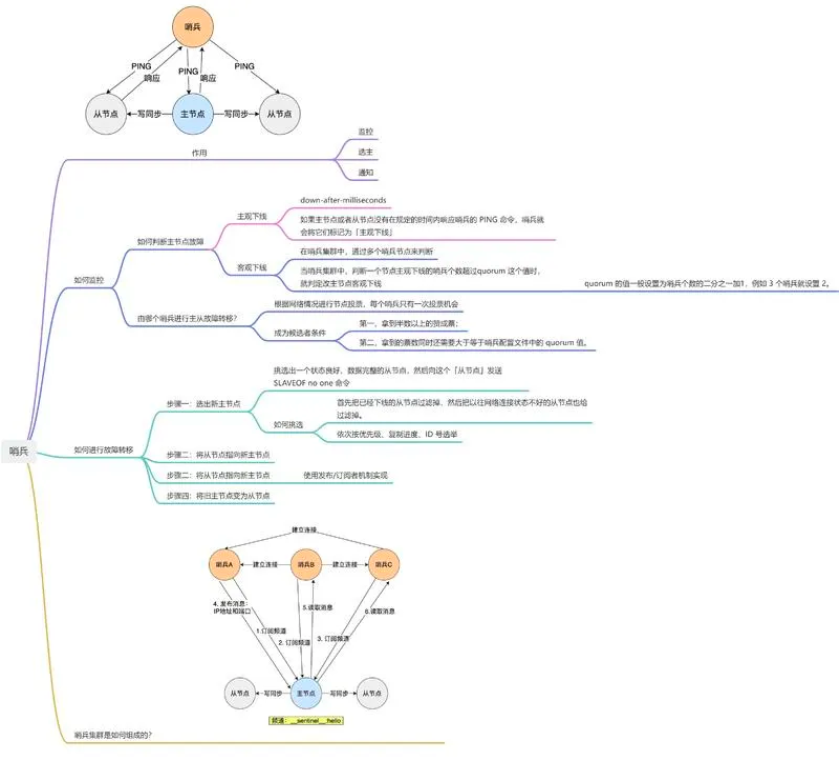 哨兵
PING
响应
PING
响应
PING
从节点
写同步
主节点
写同步
从节点
作用
监控
选主
通知
哨兵
如何监控
如何判断主节点故障
主观下线
down-after-milliseconds
如果主节点或者从节点没有在规定的时间内响应哨兵的 PING 命令，哨兵就
会将它们标记为「主观下线」
客观下线
在哨兵集群中，通过多个哨兵节点来判断
当哨兵集群中，判断一个节点主观下线的哨兵个数超过quorum 这个值时，
就判定改主节点客观下线
quorum 的值一般设置为哨兵个数的二分之一加1，例如 3 个哨兵就设置 2。
由哪个哨兵进行主从故障转移？
根据网络情况进行节点投票，每个哨兵只有一次投票机会
成为候选者条件
第一，拿到半数以上的赞成票；
第二，拿到的票数同时还需要大于等于哨兵配置文件中的 quorum 值。
如何进行故障转移
步骤一：选出新主节点
挑选出一个状态良好，数据完整的从节点，然后向这个「从节点」发送
SLAVEOF no one 命令
如何挑选
首先把已经下线的从节点过滤掉，然后把以往网络连接状态不好的从节点也给
过滤掉。
依次按优先级、复制进度、ID 号选举
步骤二：将从节点指向新主节点
步骤二：将从节点指向新主节点
使用发布/订阅者机制实现
步骤四：将旧主节点变为从节点
建立连接
哨兵A
建立连接
哨兵B
建立连接
哨兵C
4. 发布消息：
IP地址和端口
1.订阅频道
5.读取消息
2. 订阅频道
3. 订阅频道
6.读取消息
从节点
写同步
主节点
写同步
从节点
频道：__sentinel__:hello
哨兵集群是如何组成的？